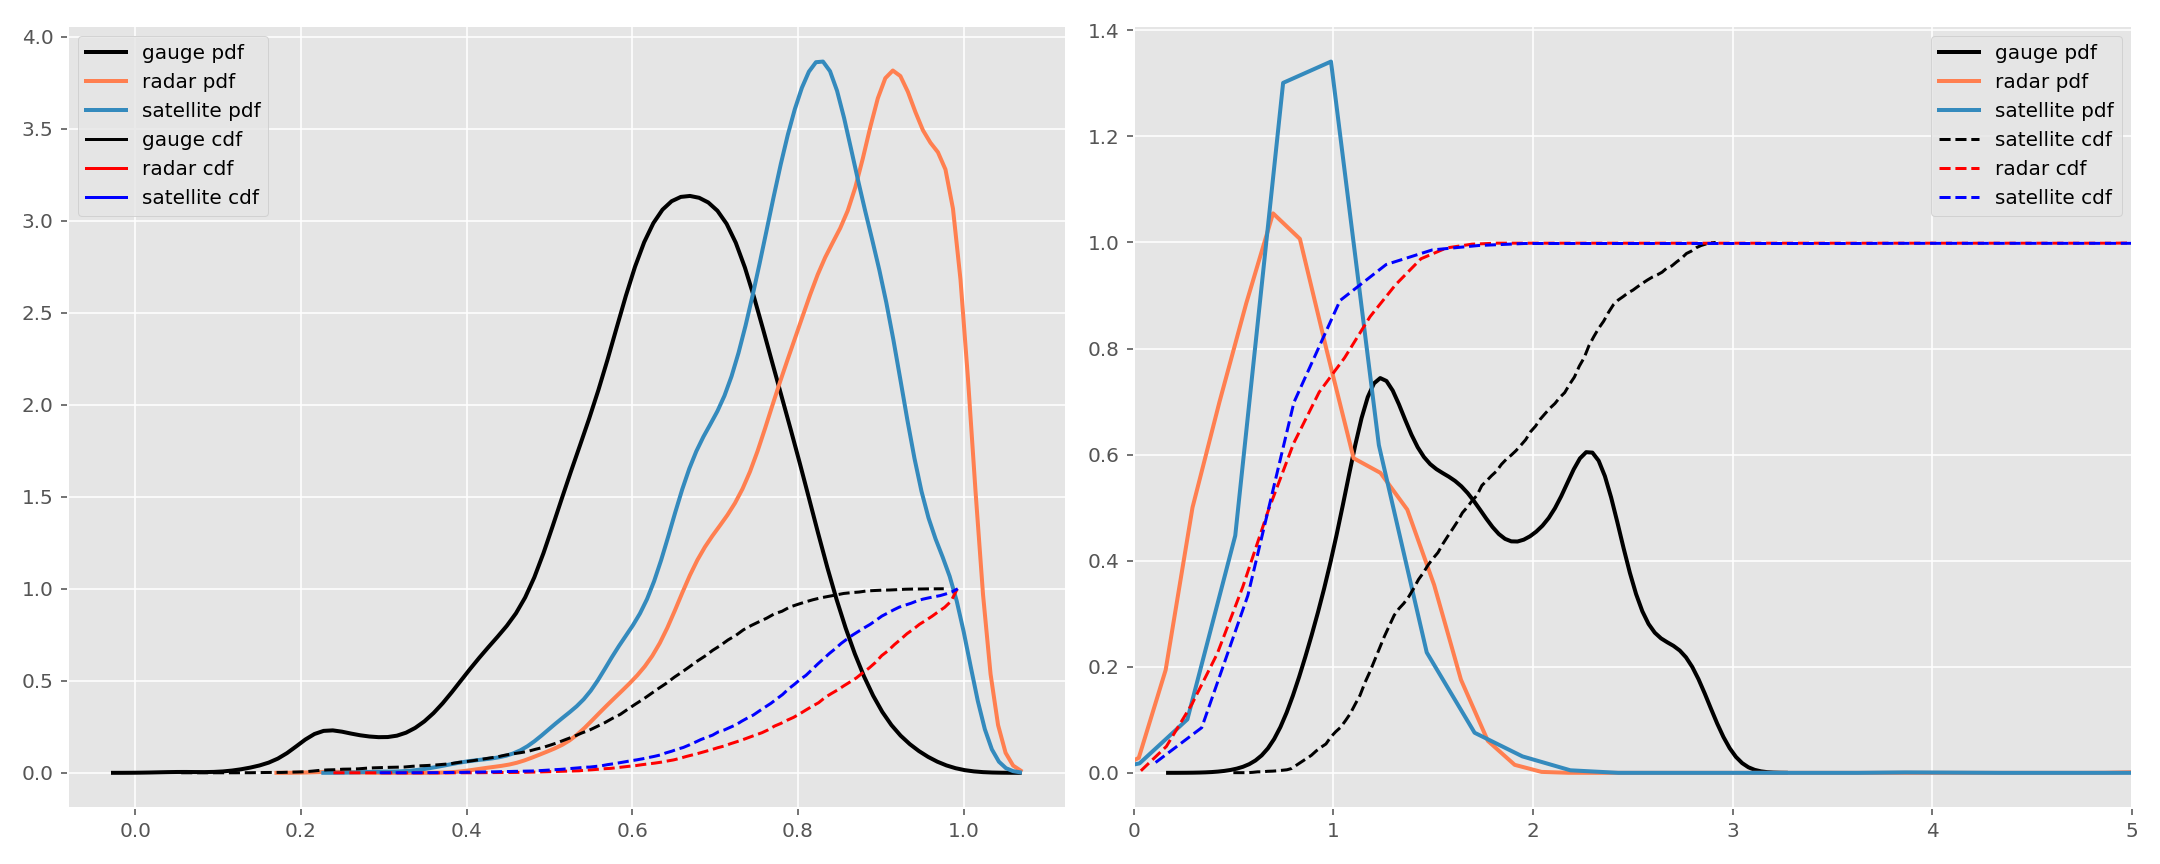 4.0
3.5
3.0
2.5
2.0
1.5
1.0
0.5
0.0
0.0 0.2 0.4 0.6 0.8 1.0
gauge pdf
radar pdf
satellite pdf
gauge cdf
radar cdf
satellite cdf
1.4
1.2
1.0
0.8
0.6
0.4
0.2
0.0
0 1 2 3 4 5
gauge pdf
radar pdf
satellite pdf
satellite cdf
radar cdf
satellite cdf